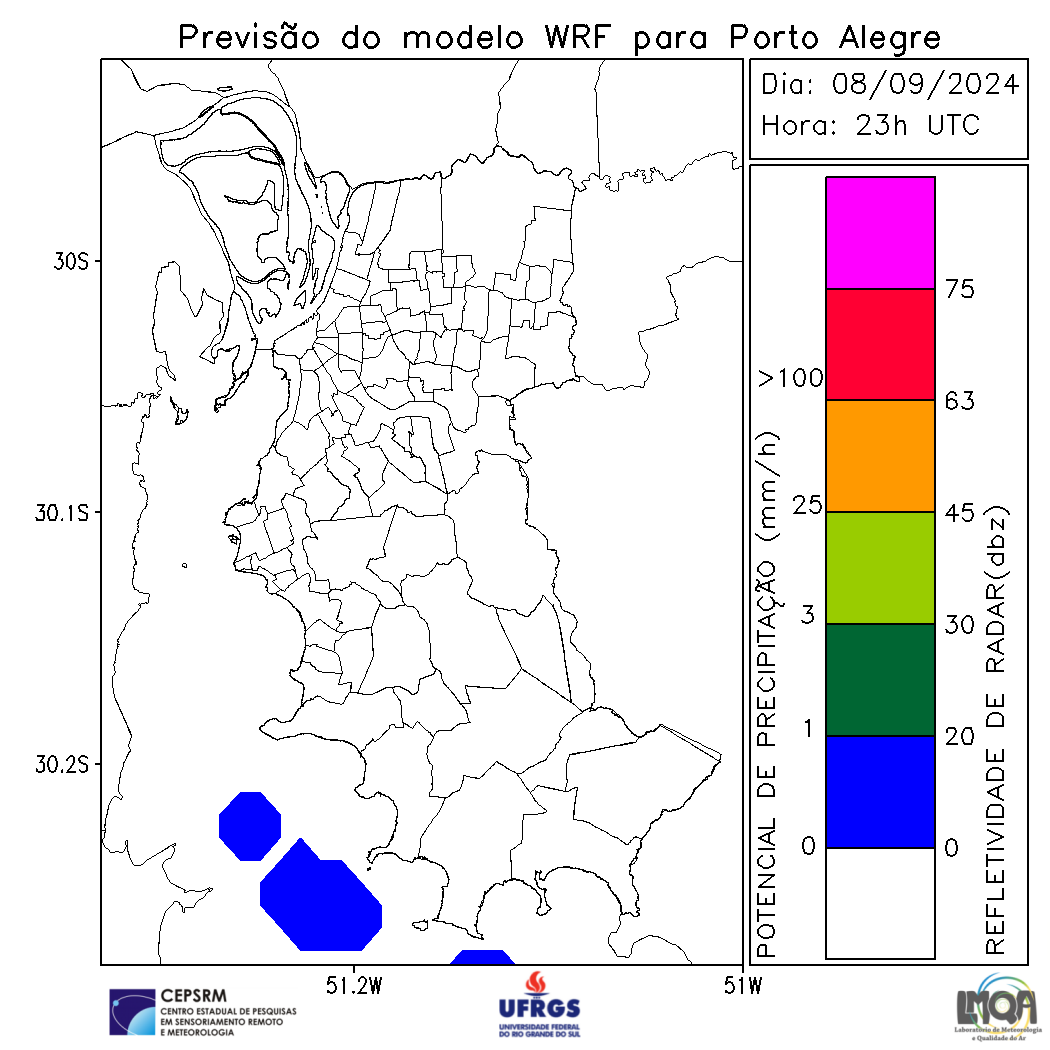 Previsão do modelo WRF para Porto Alegre
Dia: 08/09/2024
Hora: 23h UTC
30S
30.1S
30.2S
51.2W
51W
POTENCIAL DE PRECIPITAÇÃO (mm/h)
>100
25
3
1
0
75
63
45
30
20
0
REFLETIVIDADE DE RADAR(dbz)
CEPSRM
CENTRO ESTADUAL DE PESQUISAS
EM SENSORIAMENTO REMOTO
E METEOROLOGIA
UFRGS
UNIVERSIDADE FEDERAL
DO RIO GRANDE DO SUL
LMQA
Laboratório de Meteorologia
e Qualidade do Ar